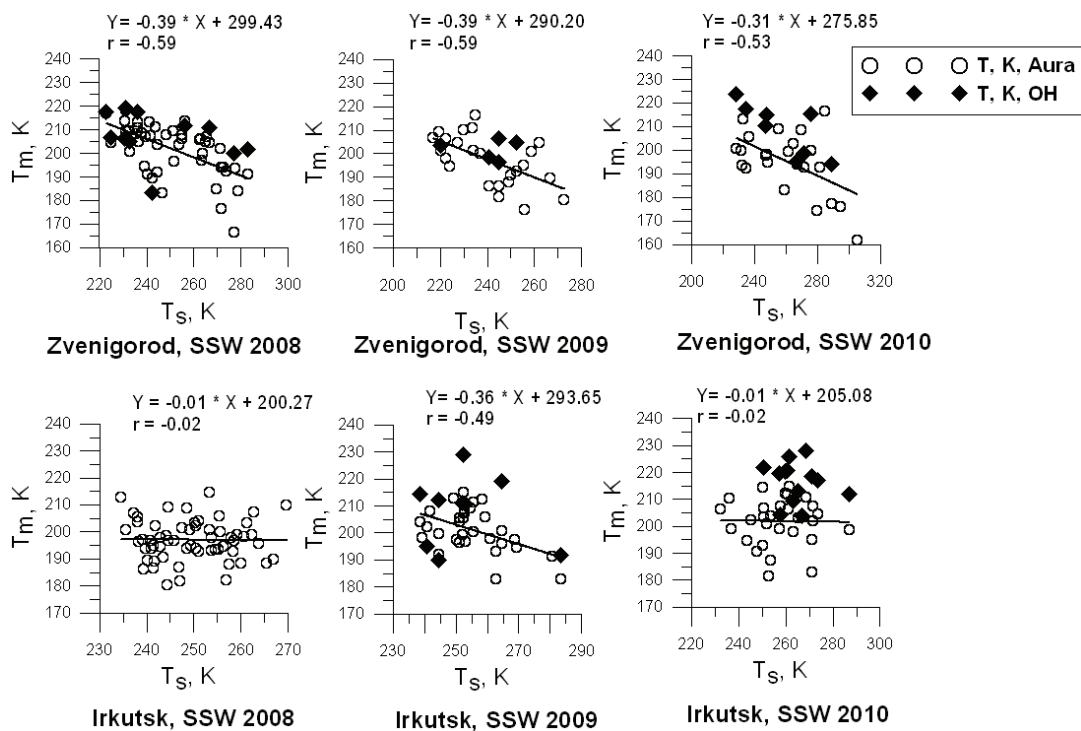 Y= -0.39 * X + 299.43
r = -0.59
Y= -0.39 * X + 290.20
r = -0.59
Y= -0.31 * X + 275.85
r = -0.53
T, K, Aura
T, K, OH
240
230
220
210
200
190
180
170
160
Tm, K
220 240 260 280 300
Ts, K
Zvenigorod, SSW 2008
240
230
220
210
200
190
180
170
160
Tm, K
200 220 240 260 280
Ts, K
Zvenigorod, SSW 2009
240
230
220
210
200
190
180
170
160
Tm, K
200 240 280 320
Ts, K
Zvenigorod, SSW 2010
Y = -0.01 * X + 200.27
r = -0.02
Y= -0.36 * X + 293.65
r = -0.49
Y= -0.01 * X + 205.08
r = -0.02
240
230
220
210
200
190
180
170
Tm, K
230 240 250 260 270
Ts, K
Irkutsk, SSW 2008
240
230
220
210
200
190
180
170
Tm, K
230 250 270 290
Ts, K
Irkutsk, SSW 2009
240
230
220
210
200
190
180
170
Tm, K
220 240 260 280 300
Ts, K
Irkutsk, SSW 2010